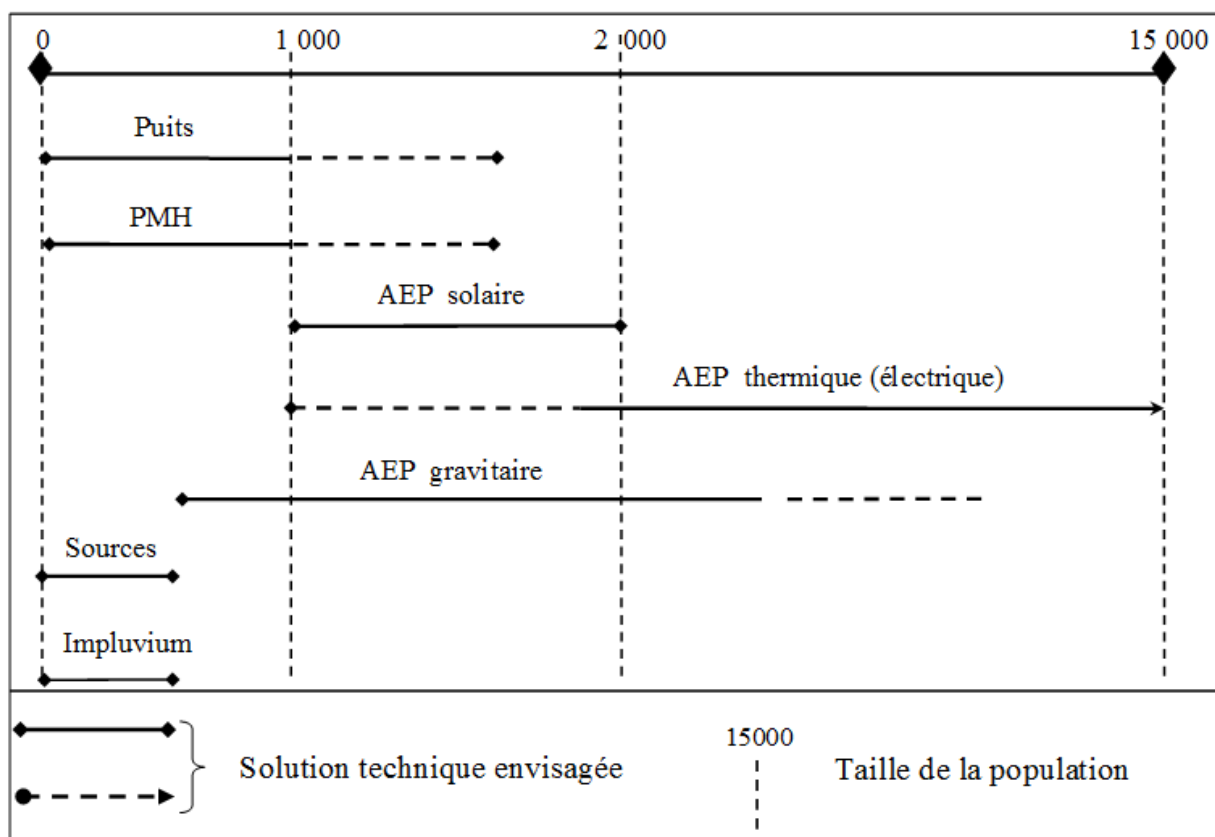 0 1 000 2 000 15 000
Puits
PMH
AEP solaire
AEP thermique (électrique)
AEP gravitaire
Sources
Impluvium
15000
Solution technique envisagée
Taille de la population